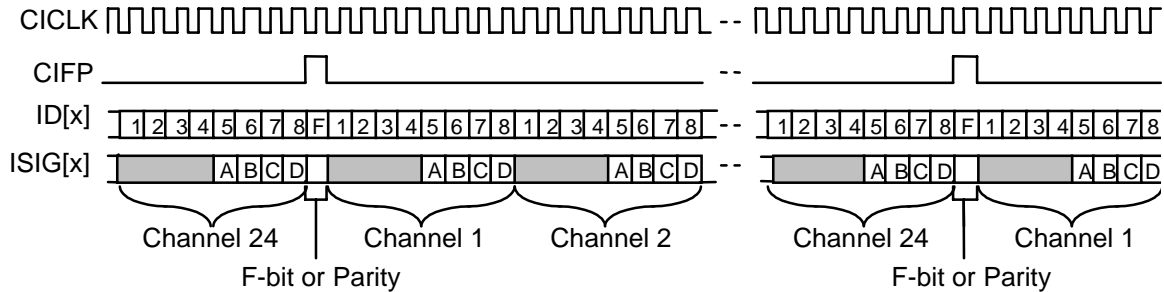 CICLK - -
CIFP - -
ID[x] 1 2 3 4 5 6 7 8 F 1 2 3 4 5 6 7 8 1 2 3 4 5 6 7 8 - - 1 2 3 4 5 6 7 8 F 1 2 3 4 5 6 7 8
ISIG[x] A B C D A B C D A B C D - - A B C D A B C D
Channel 24 Channel 1 Channel 2 Channel 24 Channel 1
F-bit or Parity F-bit or Parity